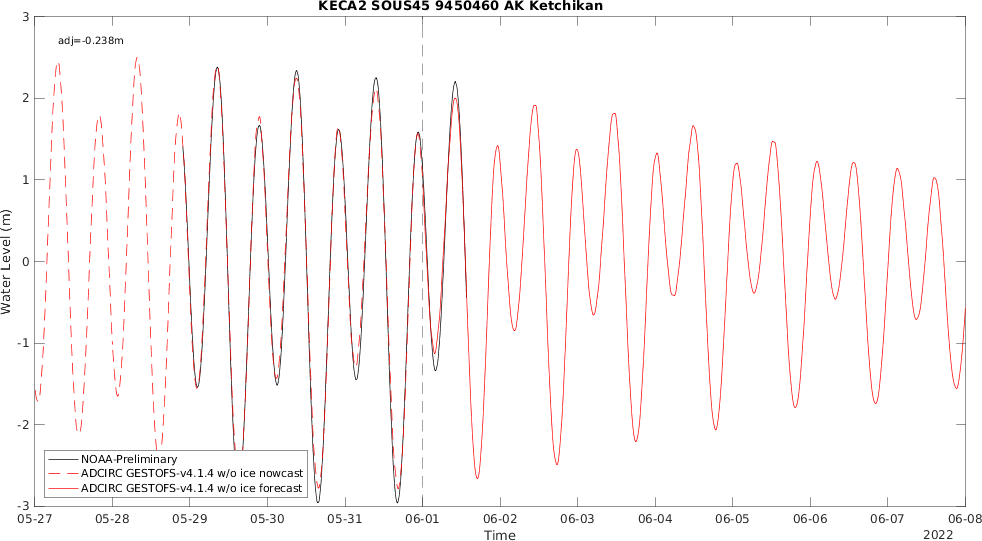 KECA2 SOUS45 9450460 AK Ketchikan
adj=-0.238m
3
2
1
0
-1
-2
-3
Water Level (m)
NOAA-Preliminary
ADCIRC GESTOFS-v4.1.4 w/o ice nowcast
ADCIRC GESTOFS-v4.1.4 w/o ice forecast
05-27 05-28 05-29 05-30 05-31 06-01 06-02 06-03 06-04 06-05 06-06 06-07 06-08
Time
2022